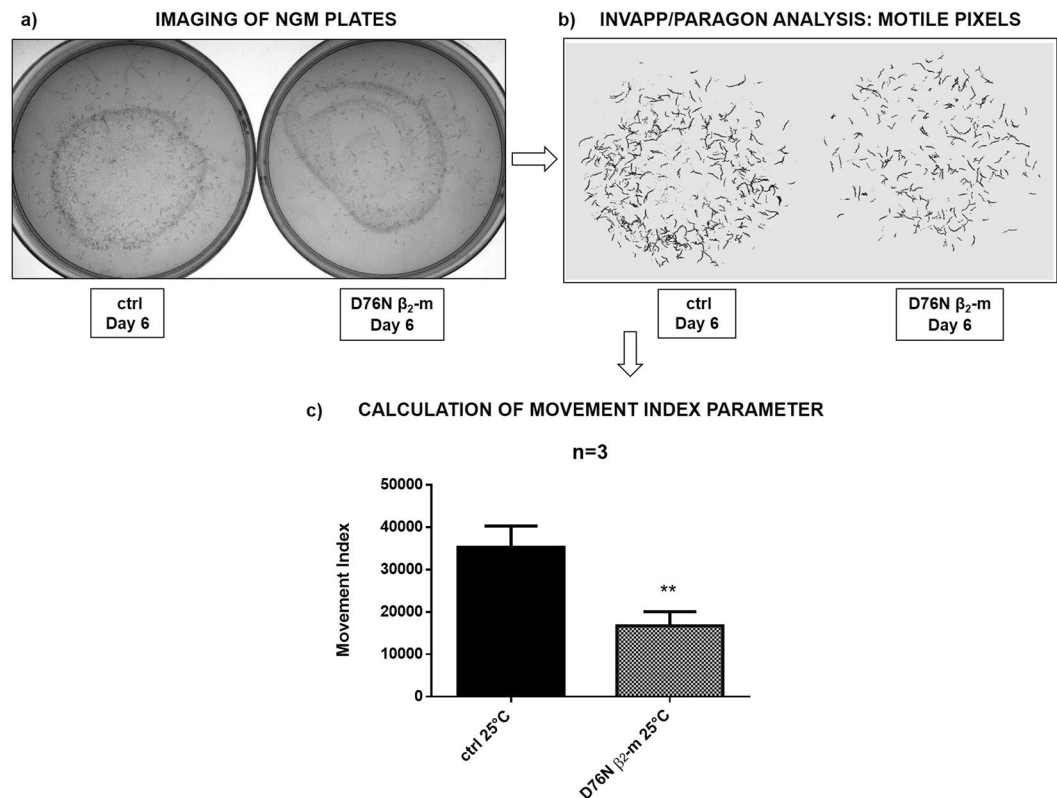 a) IMAGING OF NGM PLATES
b) INVAPP/PARAGON ANALYSIS: MOTILE PIXELS
ctrl
Day 6
D76N β₂-m
Day 6
ctrl
Day 6
D76N β₂-m
Day 6
c) CALCULATION OF MOVEMENT INDEX PARAMETER
n=3
Movement Index
50000
40000
30000
20000
10000
0
**
ctrl 25°C
D76N β2-m 25°C